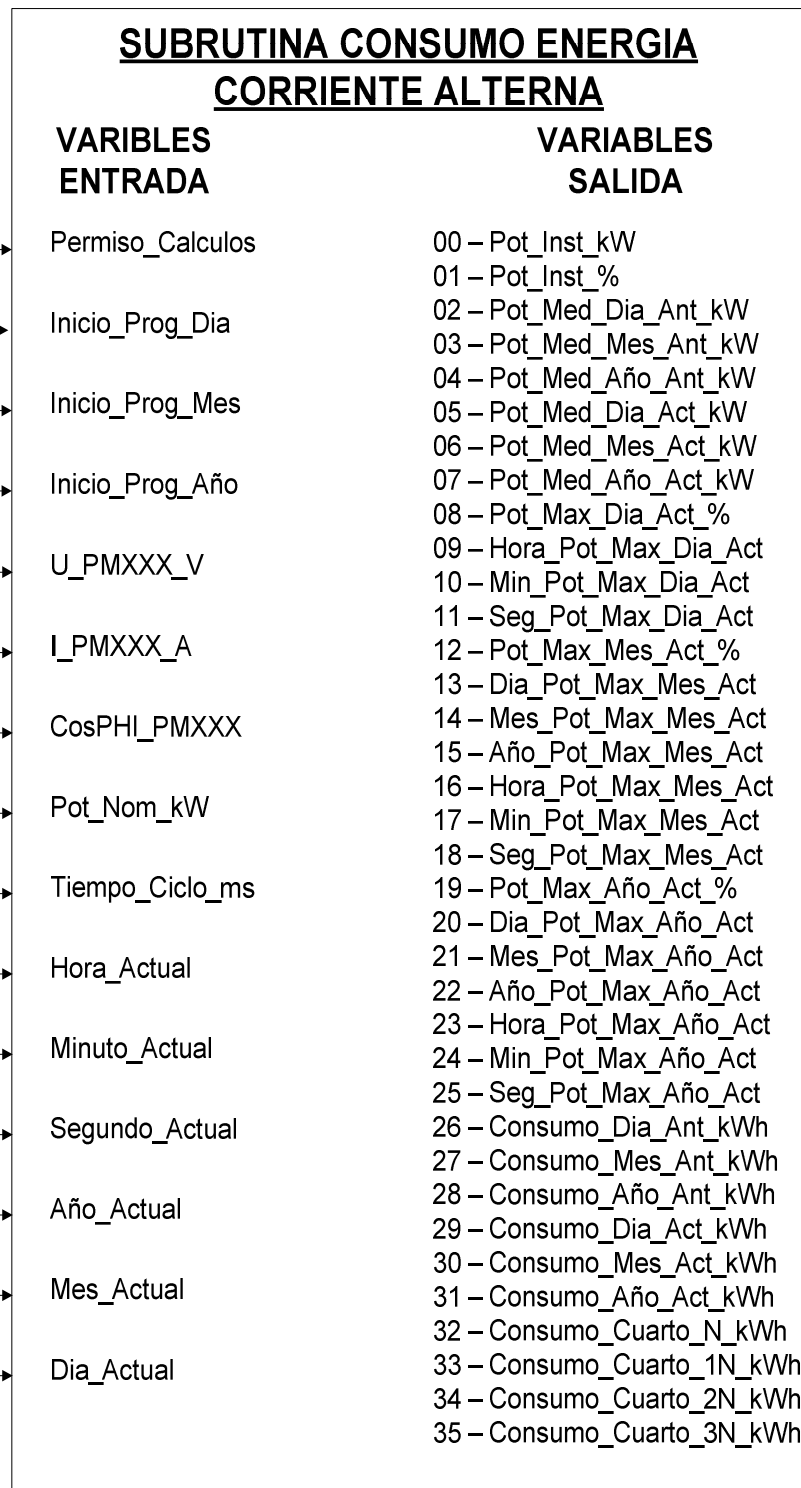 SUBRUTINA CONSUMO ENERGIA
CORRIENTE ALTERNA
VARIBLES
ENTRADA
Permiso_Calculos
Inicio_Prog_Dia
Inicio_Prog_Mes
Inicio_Prog_Año
U_PMXXX_V
I_PMXXX_A
CosPHI_PMXXX
Pot_Nom_kW
Tiempo_Ciclo_ms
Hora_Actual
Minuto_Actual
Segundo_Actual
Año_Actual
Mes_Actual
Dia_Actual
VARIABLES
SALIDA
00 – Pot_Inst_kW
01 – Pot_Inst_%
02 – Pot_Med_Dia_Ant_kW
03 – Pot_Med_Mes_Ant_kW
04 – Pot_Med_Año_Ant_kW
05 – Pot_Med_Dia_Act_kW
06 – Pot_Med_Mes_Act_kW
07 – Pot_Med_Año_Act_kW
08 – Pot_Max_Dia_Act_%
09 – Hora_Pot_Max_Dia_Act
10 – Min_Pot_Max_Dia_Act
11 – Seg_Pot_Max_Dia_Act
12 – Pot_Max_Mes_Act_%
13 – Dia_Pot_Max_Mes_Act
14 – Mes_Pot_Max_Mes_Act
15 – Año_Pot_Max_Mes_Act
16 – Hora_Pot_Max_Mes_Act
17 – Min_Pot_Max_Mes_Act
18 – Seg_Pot_Max_Mes_Act
19 – Pot_Max_Año_Act_%
20 – Dia_Pot_Max_Año_Act
21 – Mes_Pot_Max_Año_Act
22 – Año_Pot_Max_Año_Act
23 – Hora_Pot_Max_Año_Act
24 – Min_Pot_Max_Año_Act
25 – Seg_Pot_Max_Año_Act
26 – Consumo_Dia_Ant_kWh
27 – Consumo_Mes_Ant_kWh
28 – Consumo_Año_Ant_kWh
29 – Consumo_Dia_Act_kWh
30 – Consumo_Mes_Act_kWh
31 – Consumo_Año_Act_kWh
32 – Consumo_Cuarto_N_kWh
33 – Consumo_Cuarto_1N_kWh
34 – Consumo_Cuarto_2N_kWh
35 – Consumo_Cuarto_3N_kWh